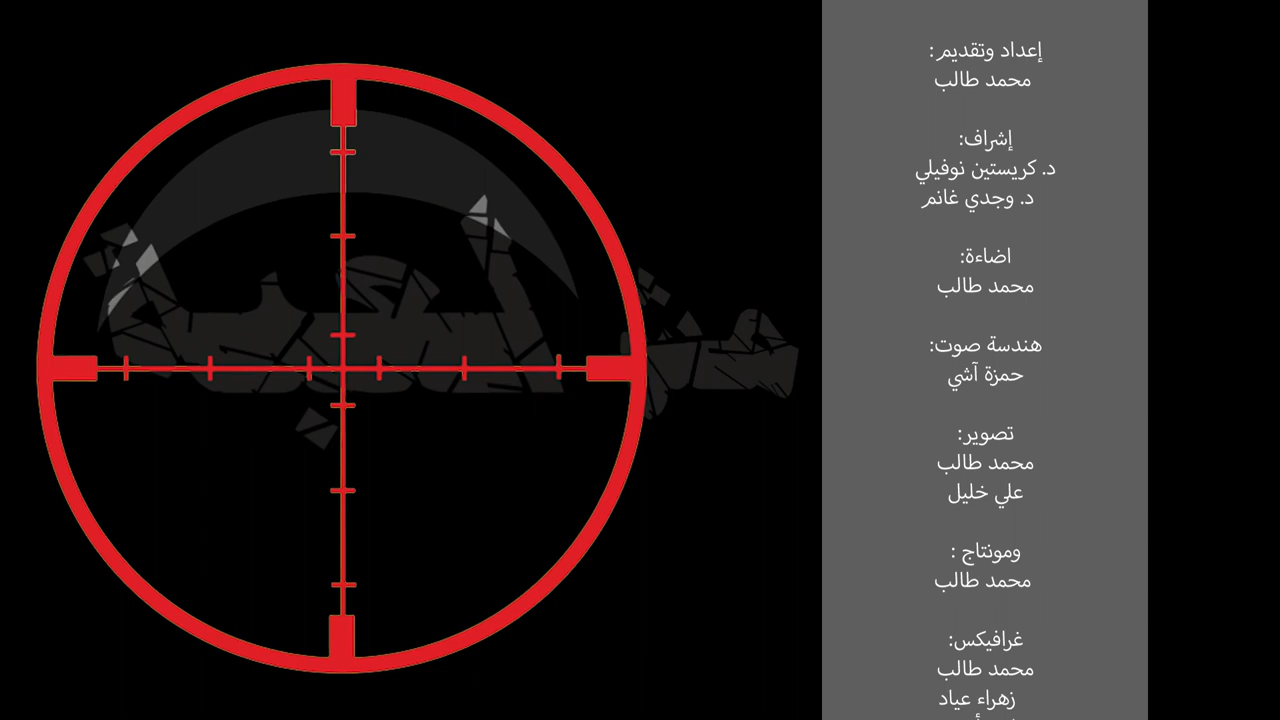 إعداد وتقديم:
محمد طالب
إشراف:
د. كريستين نوفيلي
د. وجدي غانم
اضاءة:
محمد طالب
هندسة صوت:
حمزة آشي
تصوير:
محمد طالب
علي خليل
ومونتاج :
محمد طالب
غرافيكس:
محمد طالب
زهراء عياد